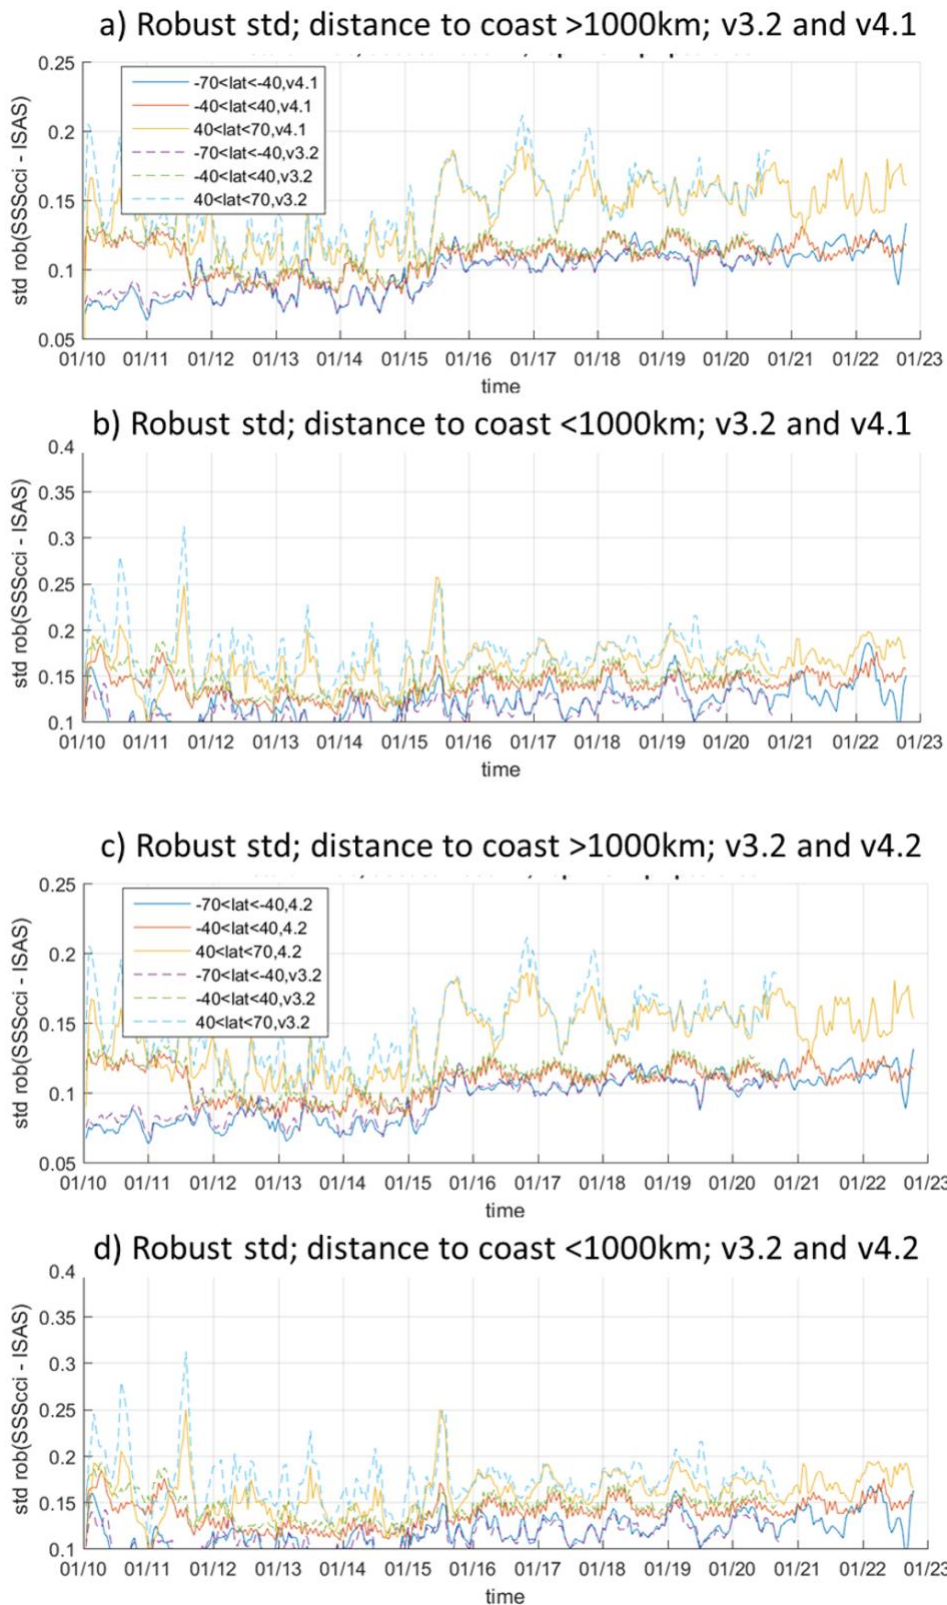 a) Robust std; distance to coast >1000km; v3.2 and v4.1
0.25
0.2
0.15
0.1
0.05
std rob(SSScci - ISAS)
-70<lat<-40,v4.1
-40<lat<40,v4.1
40<lat<70,v4.1
-70<lat<-40,v3.2
-40<lat<40,v3.2
40<lat<70,v3.2
01/10 01/11 01/12 01/13 01/14 01/15 01/16 01/17 01/18 01/19 01/20 01/21 01/22 01/23
time
b) Robust std; distance to coast <1000km; v3.2 and v4.1
0.4
0.35
0.3
0.25
0.2
0.15
0.1
std rob(SSScci - ISAS)
01/10 01/11 01/12 01/13 01/14 01/15 01/16 01/17 01/18 01/19 01/20 01/21 01/22 01/23
time
c) Robust std; distance to coast >1000km; v3.2 and v4.2
0.25
0.2
0.15
0.1
0.05
std rob(SSScci - ISAS)
-70<lat<-40,4.2
-40<lat<40,4.2
40<lat<70,4.2
-70<lat<-40,v3.2
-40<lat<40,v3.2
40<lat<70,v3.2
01/10 01/11 01/12 01/13 01/14 01/15 01/16 01/17 01/18 01/19 01/20 01/21 01/22 01/23
time
d) Robust std; distance to coast <1000km; v3.2 and v4.2
0.4
0.35
0.3
0.25
0.2
0.15
0.1
std rob(SSScci - ISAS)
01/10 01/11 01/12 01/13 01/14 01/15 01/16 01/17 01/18 01/19 01/20 01/21 01/22 01/23
time